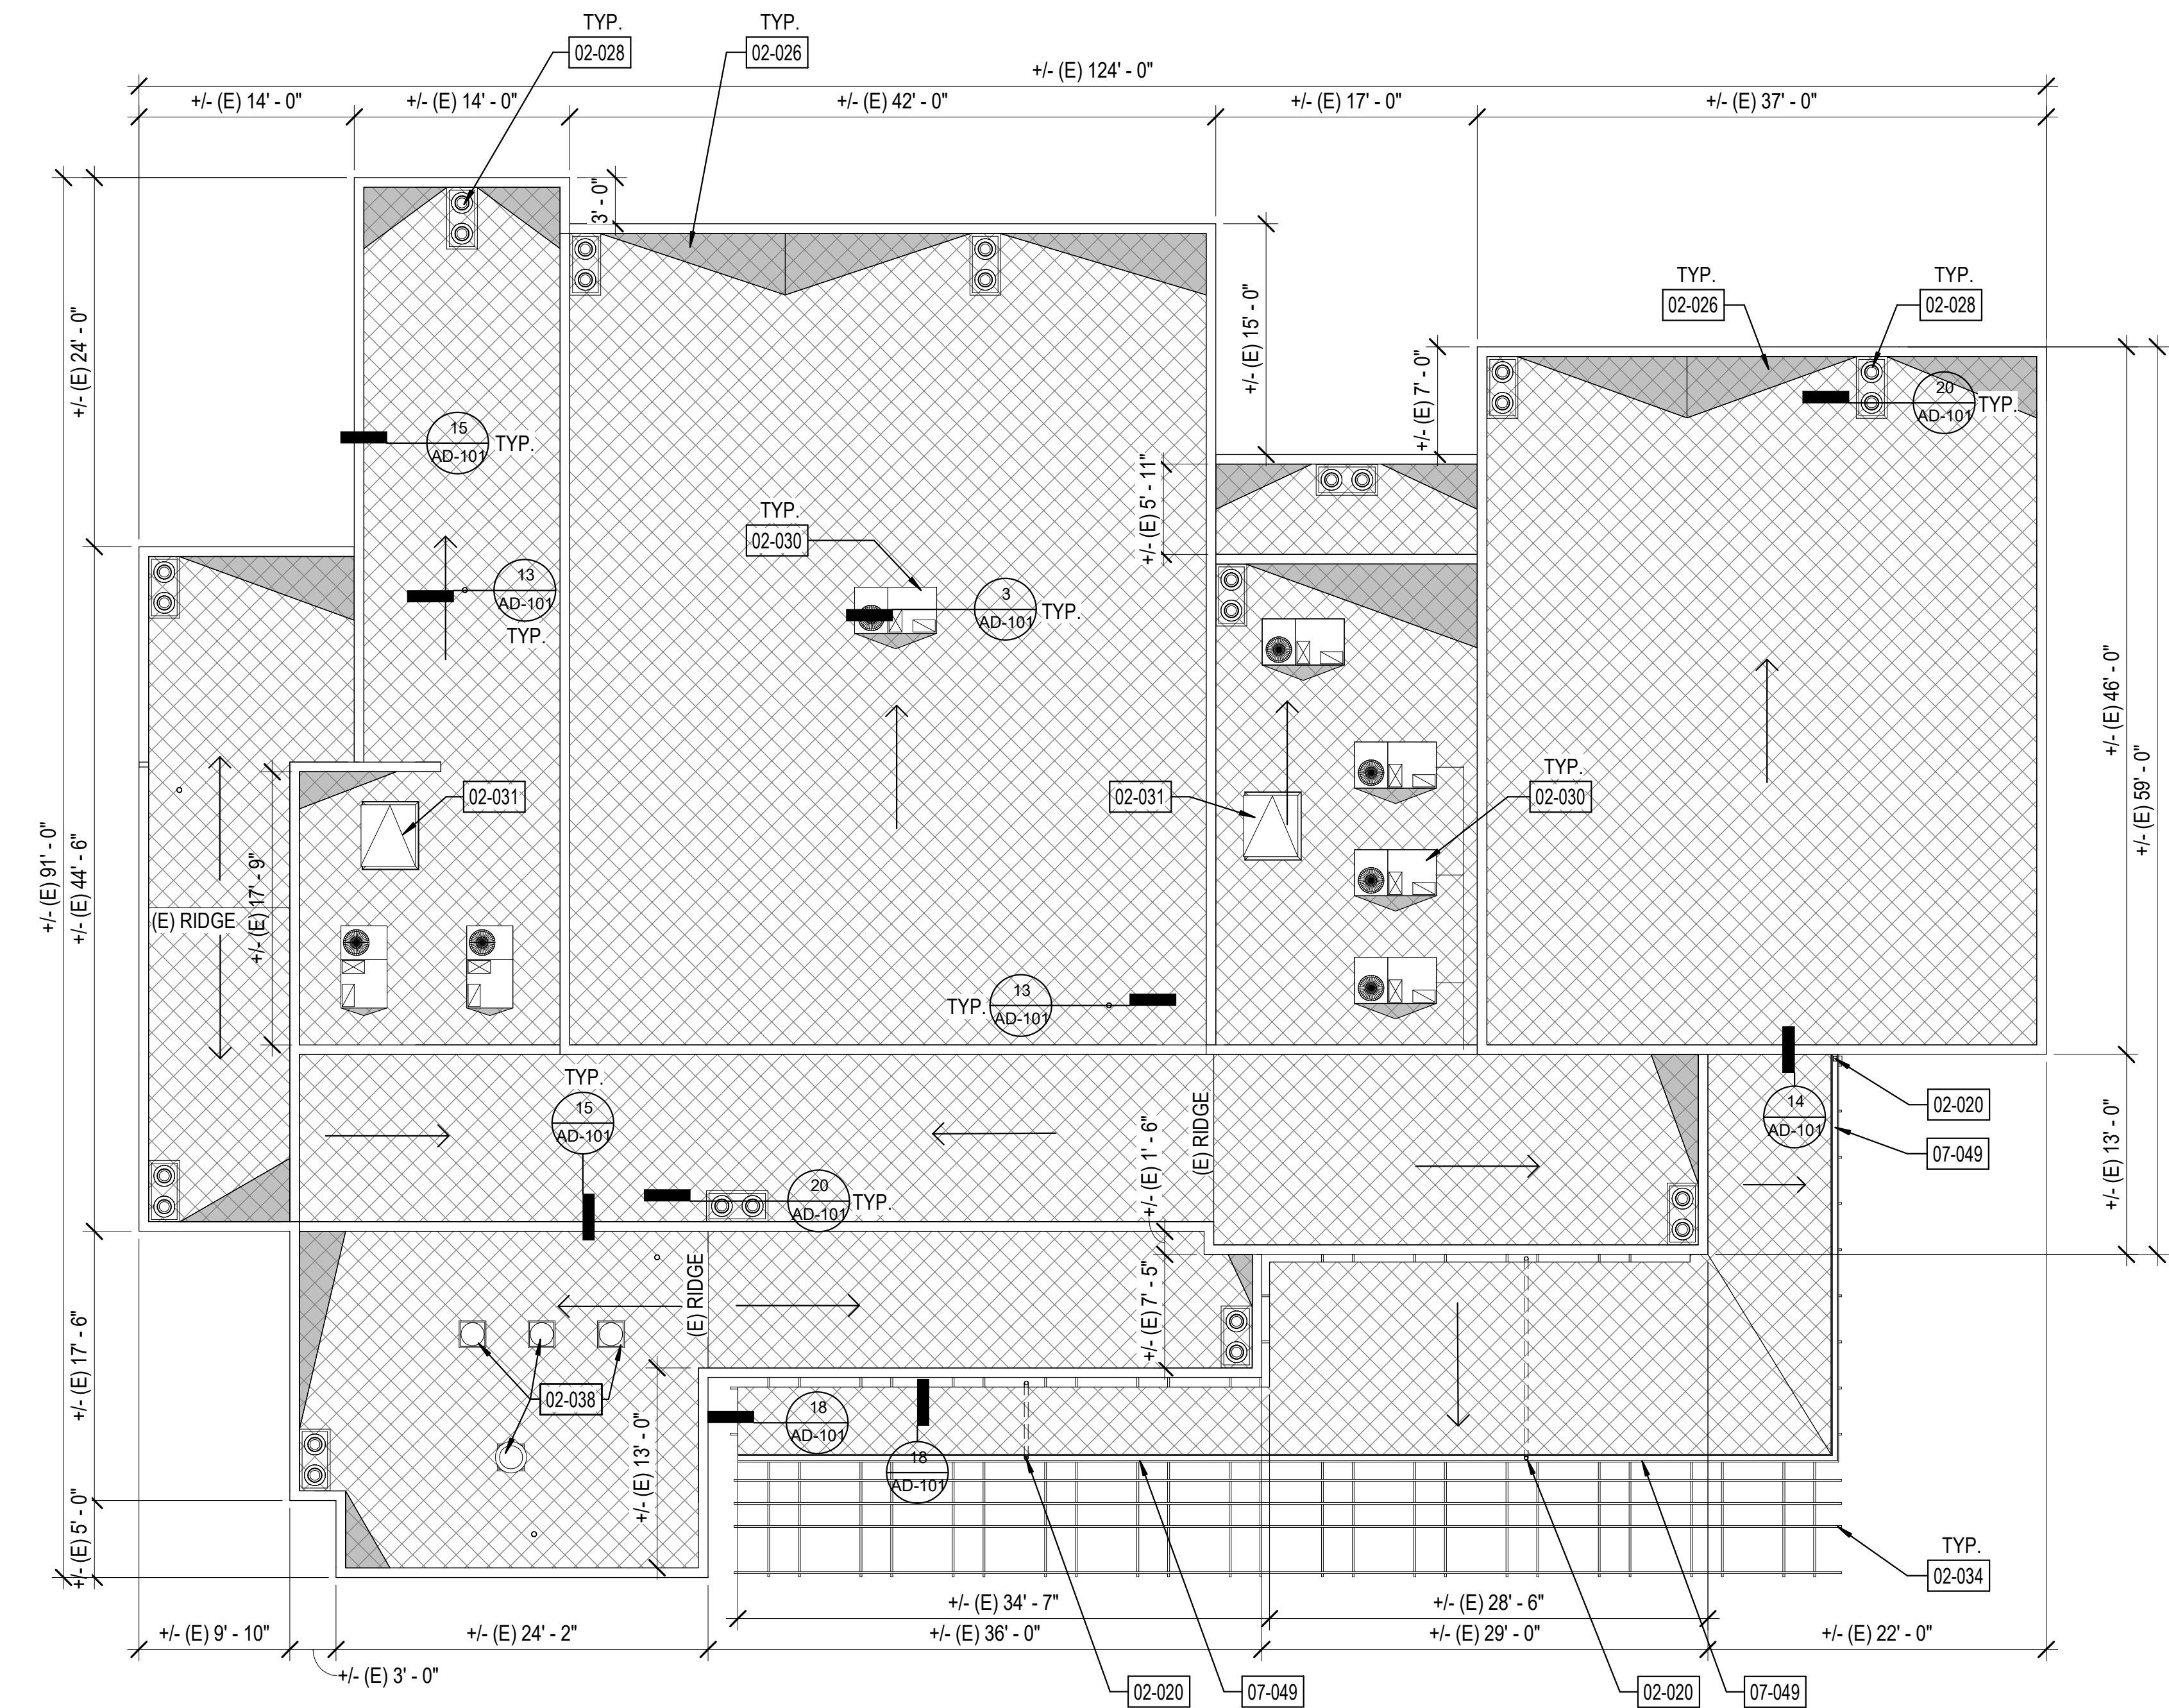 TYP.
02-028
TYP.
02-026
+/- (E) 124' - 0"
+/- (E) 14' - 0"
+/- (E) 14' - 0"
+/- (E) 42' - 0"
+/- (E) 17' - 0"
+/- (E) 37' - 0"
3' - 0"
+/- (E) 24' - 0"
+/- (E) 15' - 0"
+/- (E) 7' - 0"
TYP.
02-026
TYP.
02-028
20
AD-101
TYP.
15
AD-101
TYP.
+/- (E) 5' - 11"
TYP.
02-030
13
AD-101
TYP.
3
AD-101
TYP.
+/- (E) 46' - 0"
+/- (E) 59' - 0"
02-031
02-031
TYP.
02-030
+/- (E) 91' - 0"
+/- (E) 44' - 6"
+/- (E) 17' - 9"
(E) RIDGE
TYP.
13
AD-101
TYP.
15
AD-101
(E) RIDGE
14
AD-101
02-020
07-049
+/- (E) 13' - 0"
+/- (E) 1' - 6"
20
AD-101
TYP.
(E) RIDGE
+/- (E) 7' - 5"
+/- (E) 17' - 6"
02-038
18
AD-101
+/- (E) 13' - 0"
18
AD-101
+/- (E) 5' - 0"
TYP.
02-034
+/- (E) 34' - 7"
+/- (E) 28' - 6"
+/- (E) 9' - 10"
+/- (E) 24' - 2"
+/- (E) 36' - 0"
+/- (E) 29' - 0"
+/- (E) 22' - 0"
+/- (E) 3' - 0"
02-020
07-049
02-020
07-049